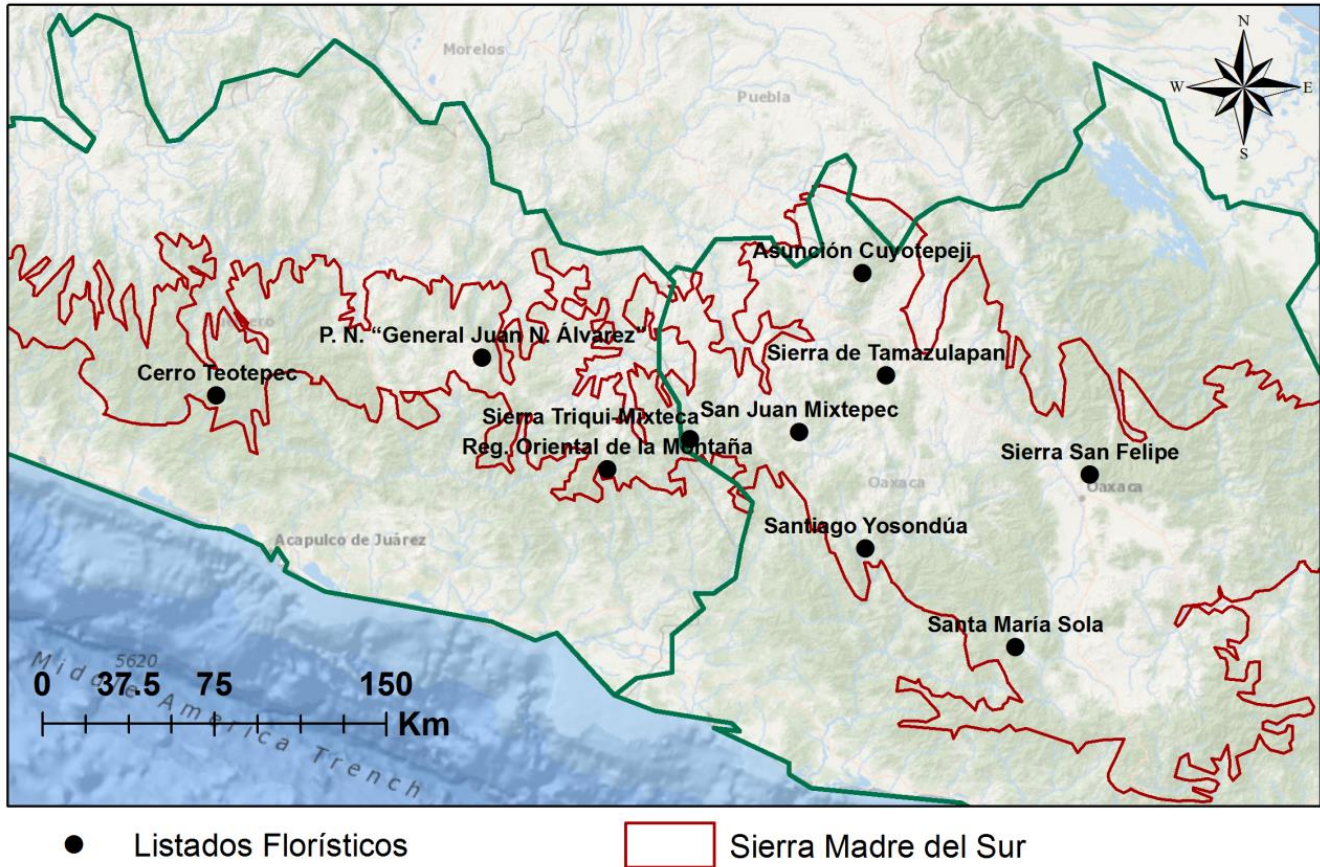 N
W E
S
Morelos
Puebla
Asunción Cuyotepeji
P. N. “General Juan N. Álvarez”
Sierra de Tamazulapan
Cerro Teotepec
San Juan Mixtepec
Sierra Triqui-Mixteca
Reg. Oriental de la Montaña
Sierra San Felipe
Oaxaca
Oaxaca
Santiago Yosondúa
Acapulco de Juárez
Santa María Sola
5620
Middle America Trench
0 37.5 75 150
Km
Listados Florísticos
Sierra Madre del Sur